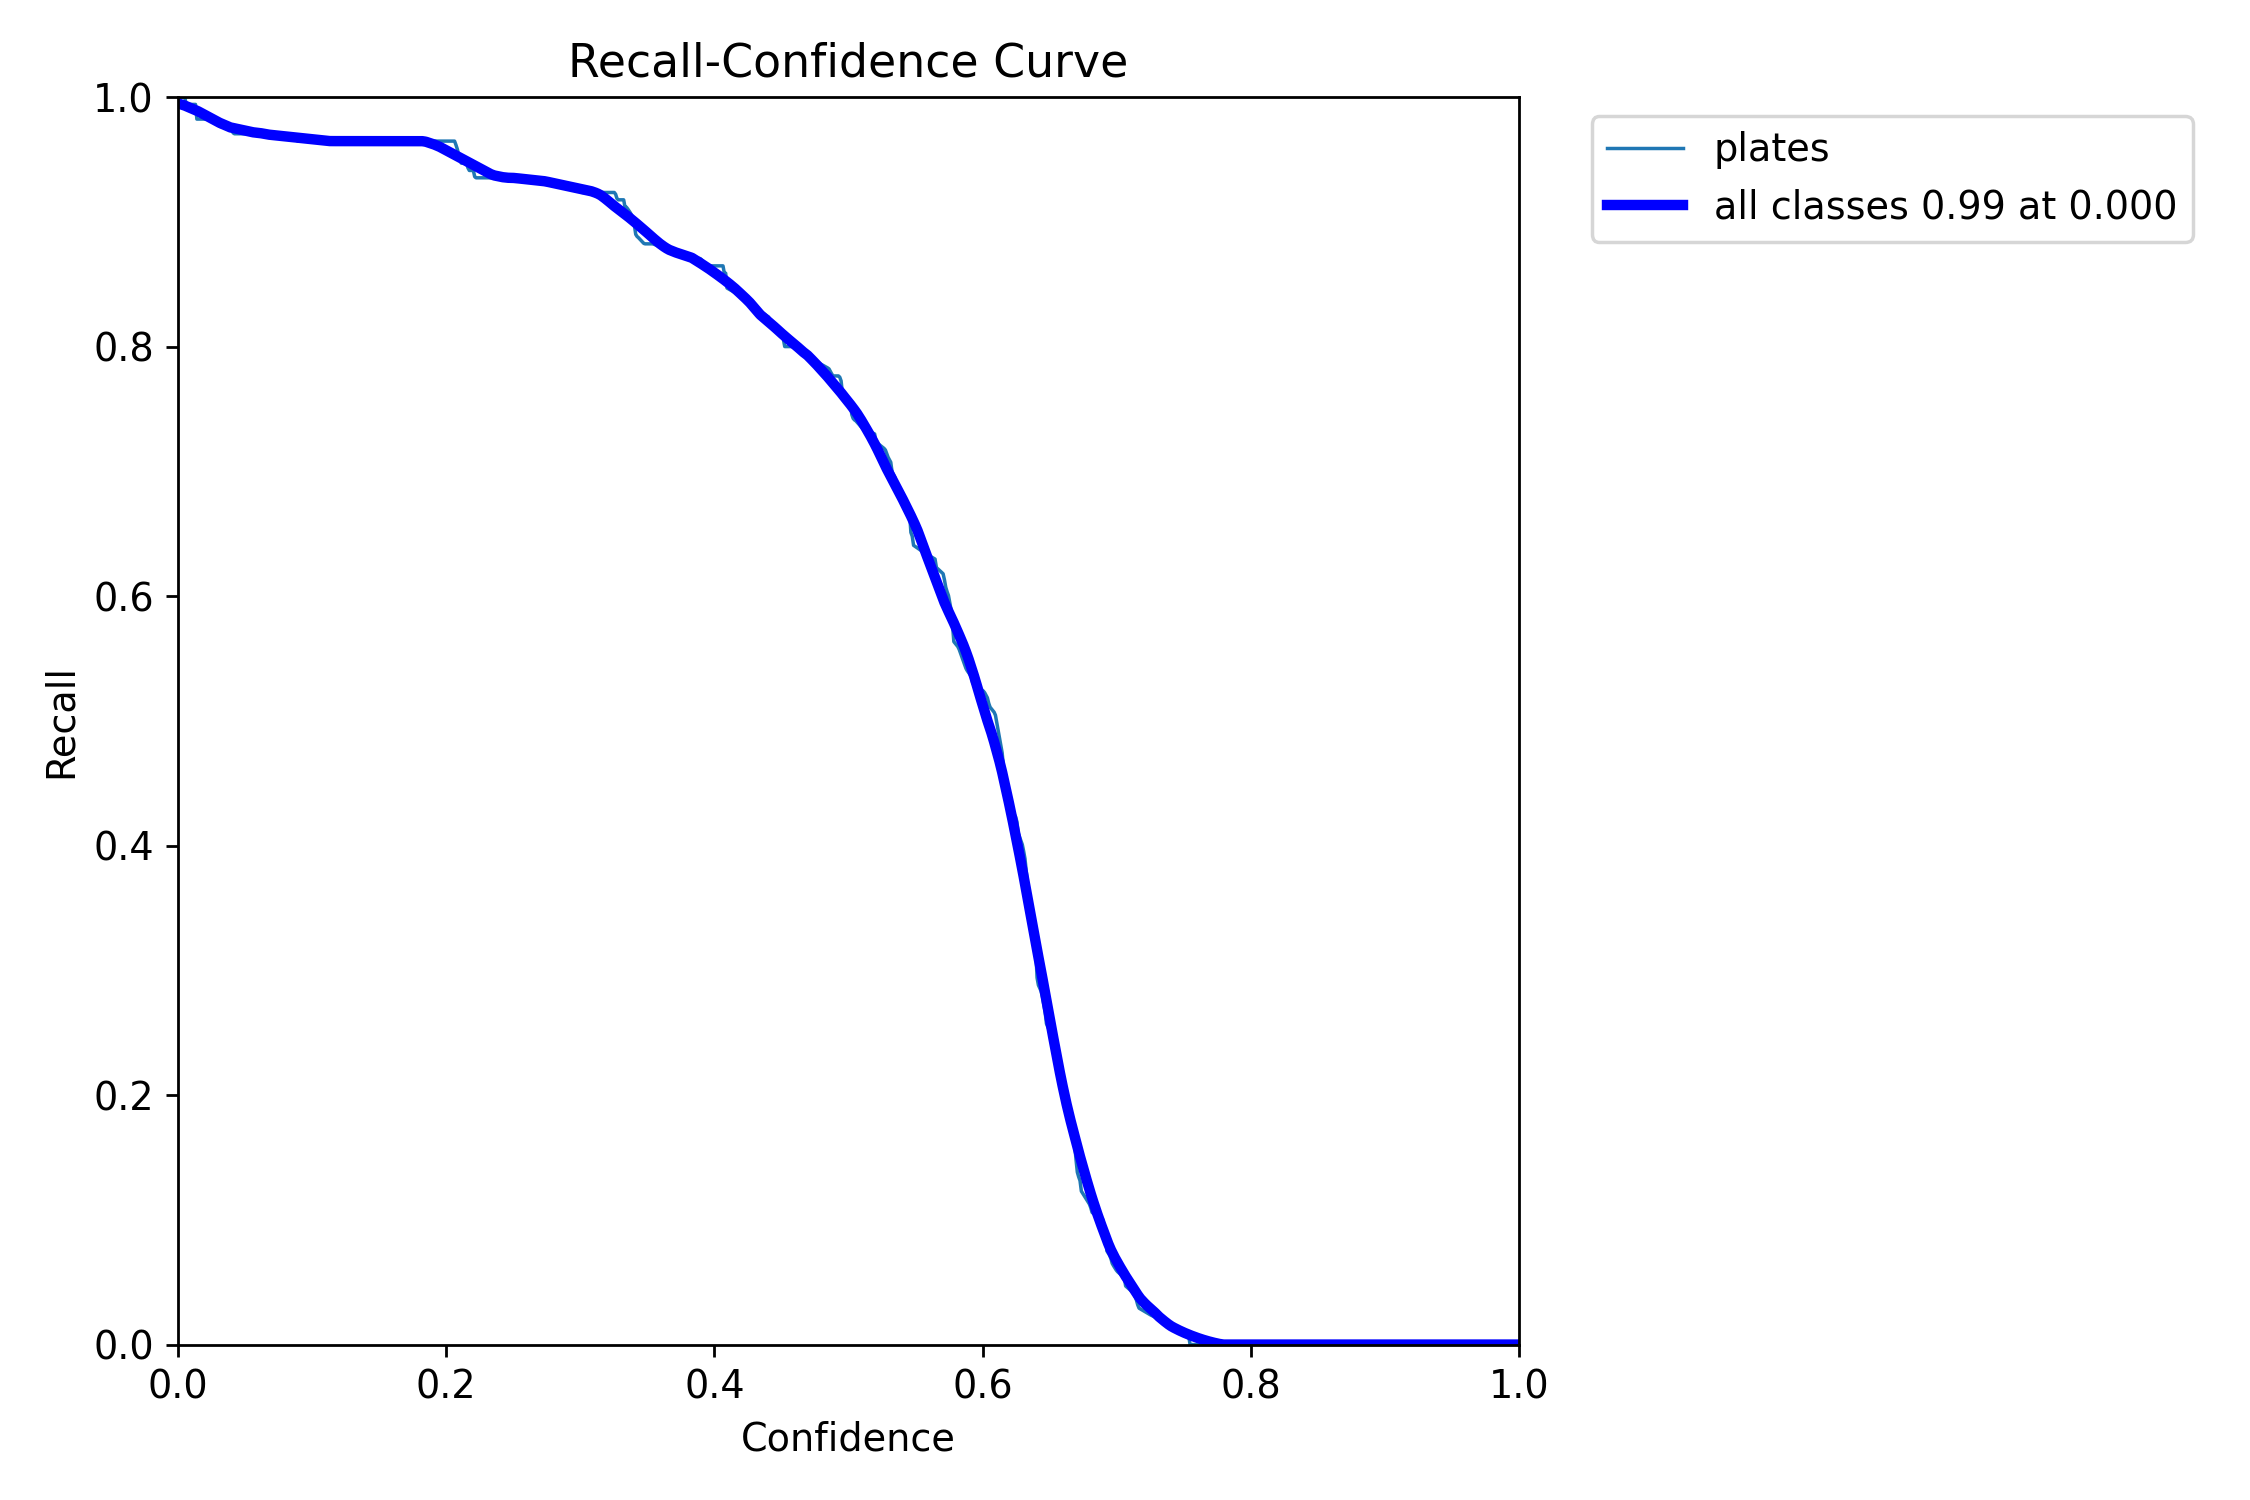 Recall-Confidence Curve
1.0
0.8
0.6
0.4
0.2
0.0
Recall
0.0 0.2 0.4 0.6 0.8 1.0
Confidence
plates
all classes 0.99 at 0.000